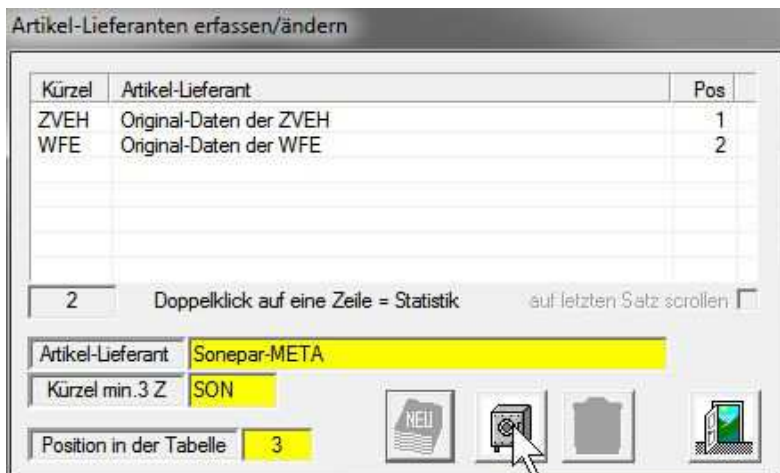 Artikel-Lieferanten erfassen/ändern
Kürzel Artikel-Lieferant Pos
ZVEH Original-Daten der ZVEH 1
WFE Original-Daten der WFE 2
2 Doppelklick auf eine Zeile = Statistik auf letzten Satz scrollen
Artikel-Lieferant Sonepar-META
Kürzel min.3 Z SON
NEU
Position in der Tabelle 3